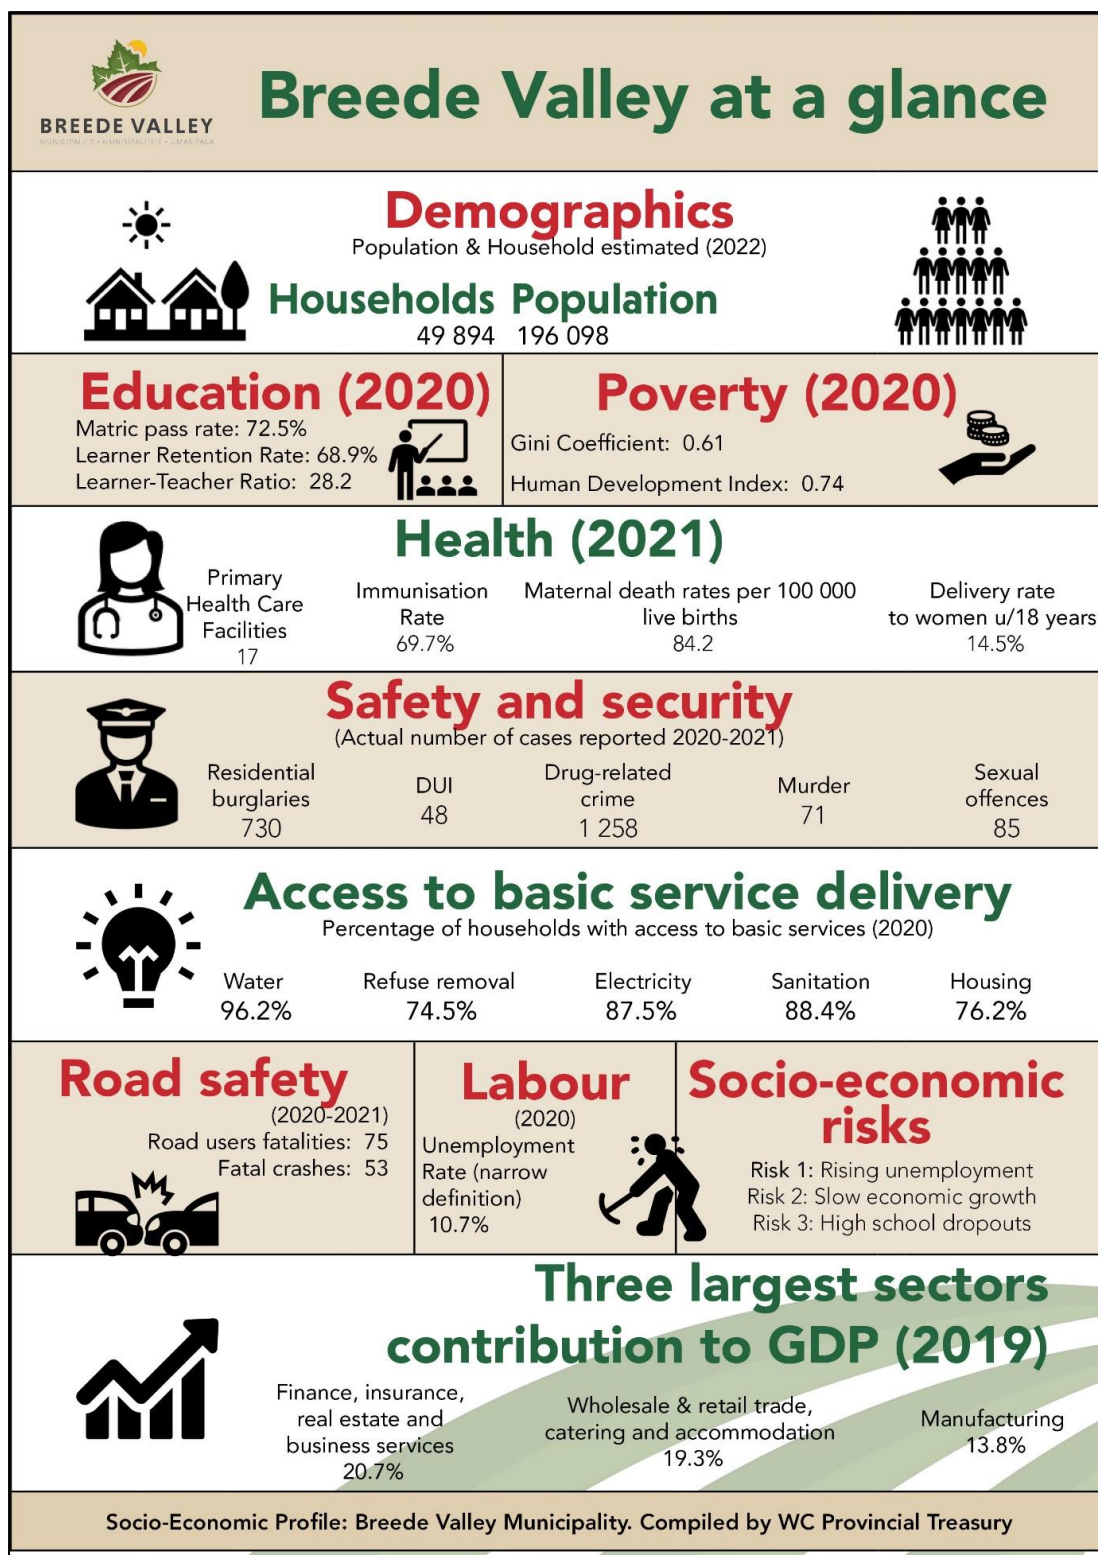 BREEDE VALLEY
MUNICIPALITY • MUNISIPALITEIT • UMASIPALA
Breede Valley at a glance
Demographics
Population & Household estimated (2022)
Households Population
49 894 196 098
Education (2020)
Matric pass rate: 72.5%
Learner Retention Rate: 68.9%
Learner-Teacher Ratio: 28.2
Poverty (2020)
Gini Coefficient: 0.61
Human Development Index: 0.74
Health (2021)
Primary
Health Care
Facilities
17
Immunisation
Rate
69.7%
Maternal death rates per 100 000
live births
84.2
Delivery rate
to women u/18 years
14.5%
Safety and security
(Actual number of cases reported 2020-2021)
Residential
burglaries
730
DUI
48
Drug-related
crime
1 258
Murder
71
Sexual
offences
85
Access to basic service delivery
Percentage of households with access to basic services (2020)
Water
96.2%
Refuse removal
74.5%
Electricity
87.5%
Sanitation
88.4%
Housing
76.2%
Road safety
(2020-2021)
Road users fatalities: 75
Fatal crashes: 53
Labour
(2020)
Unemployment
Rate (narrow
definition)
10.7%
Socio-economic
risks
Risk 1: Rising unemployment
Risk 2: Slow economic growth
Risk 3: High school dropouts
Three largest sectors
contribution to GDP (2019)
Finance, insurance,
real estate and
business services
20.7%
Wholesale & retail trade,
catering and accommodation
19.3%
Manufacturing
13.8%
Socio-Economic Profile: Breede Valley Municipality. Compiled by WC Provincial Treasury